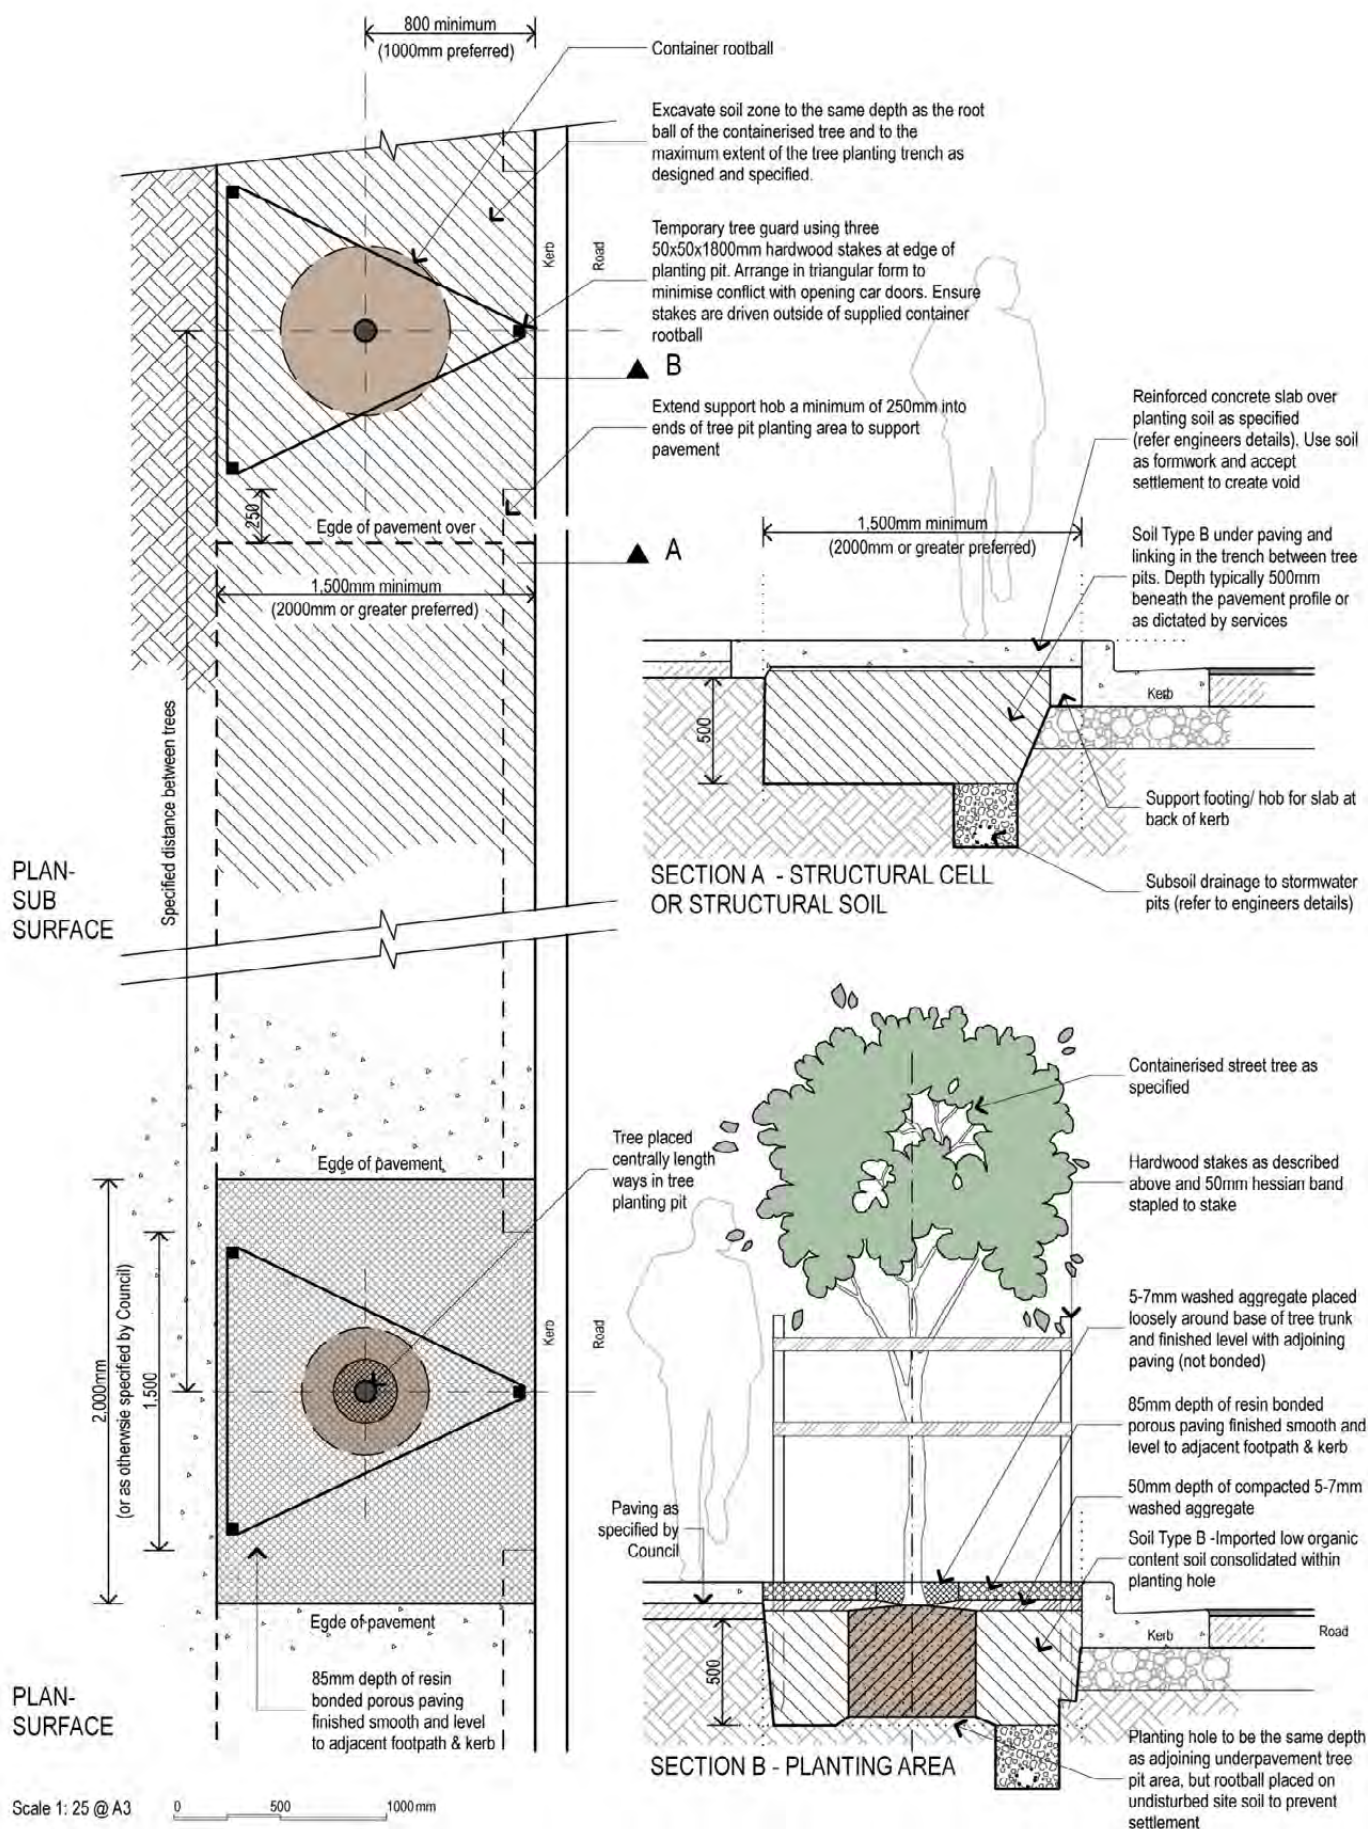 800 minimum
(1000mm preferred)
Container rootball
Excavate soil zone to the same depth as the root
ball of the containerised tree and to the
maximum extent of the tree planting trench as
designed and specified.
Kerb
Road
Temporary tree guard using three
50x50x1800mm hardwood stakes at edge of
planting pit. Arrange in triangular form to
minimise conflict with opening car doors. Ensure
stakes are driven outside of supplied container
rootball
B
Extend support hob a minimum of 250mm into
ends of tree pit planting area to support
pavement
250
Egde of pavement over
A
1,500mm minimum
(2000mm or greater preferred)
Specified distance between trees
PLAN-
SUB
SURFACE
Reinforced concrete slab over
planting soil as specified
(refer engineers details). Use soil
as formwork and accept
settlement to create void
1,500mm minimum
(2000mm or greater preferred)
Soil Type B under paving and
linking in the trench between tree
pits. Depth typically 500mm
beneath the pavement profile or
as dictated by services
Kerb
500
Support footing/ hob for slab at
back of kerb
SECTION A - STRUCTURAL CELL
OR STRUCTURAL SOIL
Subsoil drainage to stormwater
pits (refer to engineers details)
Containerised street tree as
specified
Tree placed
centrally length
ways in tree
planting pit
Egde of pavement
Hardwood stakes as described
above and 50mm hessian band
stapled to stake
2,000mm
(or as otherwsie specified by Council)
1,500
Kerb
Road
5-7mm washed aggregate placed
loosely around base of tree trunk
and finished level with adjoining
paving (not bonded)
85mm depth of resin bonded
porous paving finished smooth and
level to adjacent footpath & kerb
50mm depth of compacted 5-7mm
washed aggregate
Paving as
specified by
Council
Soil Type B -Imported low organic
content soil consolidated within
planting hole
Egde of pavement
Kerb
Road
500
85mm depth of resin
bonded porous paving
finished smooth and level
to adjacent footpath & kerb
PLAN-
SURFACE
SECTION B - PLANTING AREA
Planting hole to be the same depth
as adjoining underpavement tree
pit area, but rootball placed on
undisturbed site soil to prevent
settlement
Scale 1: 25 @ A3
0 500 1000mm